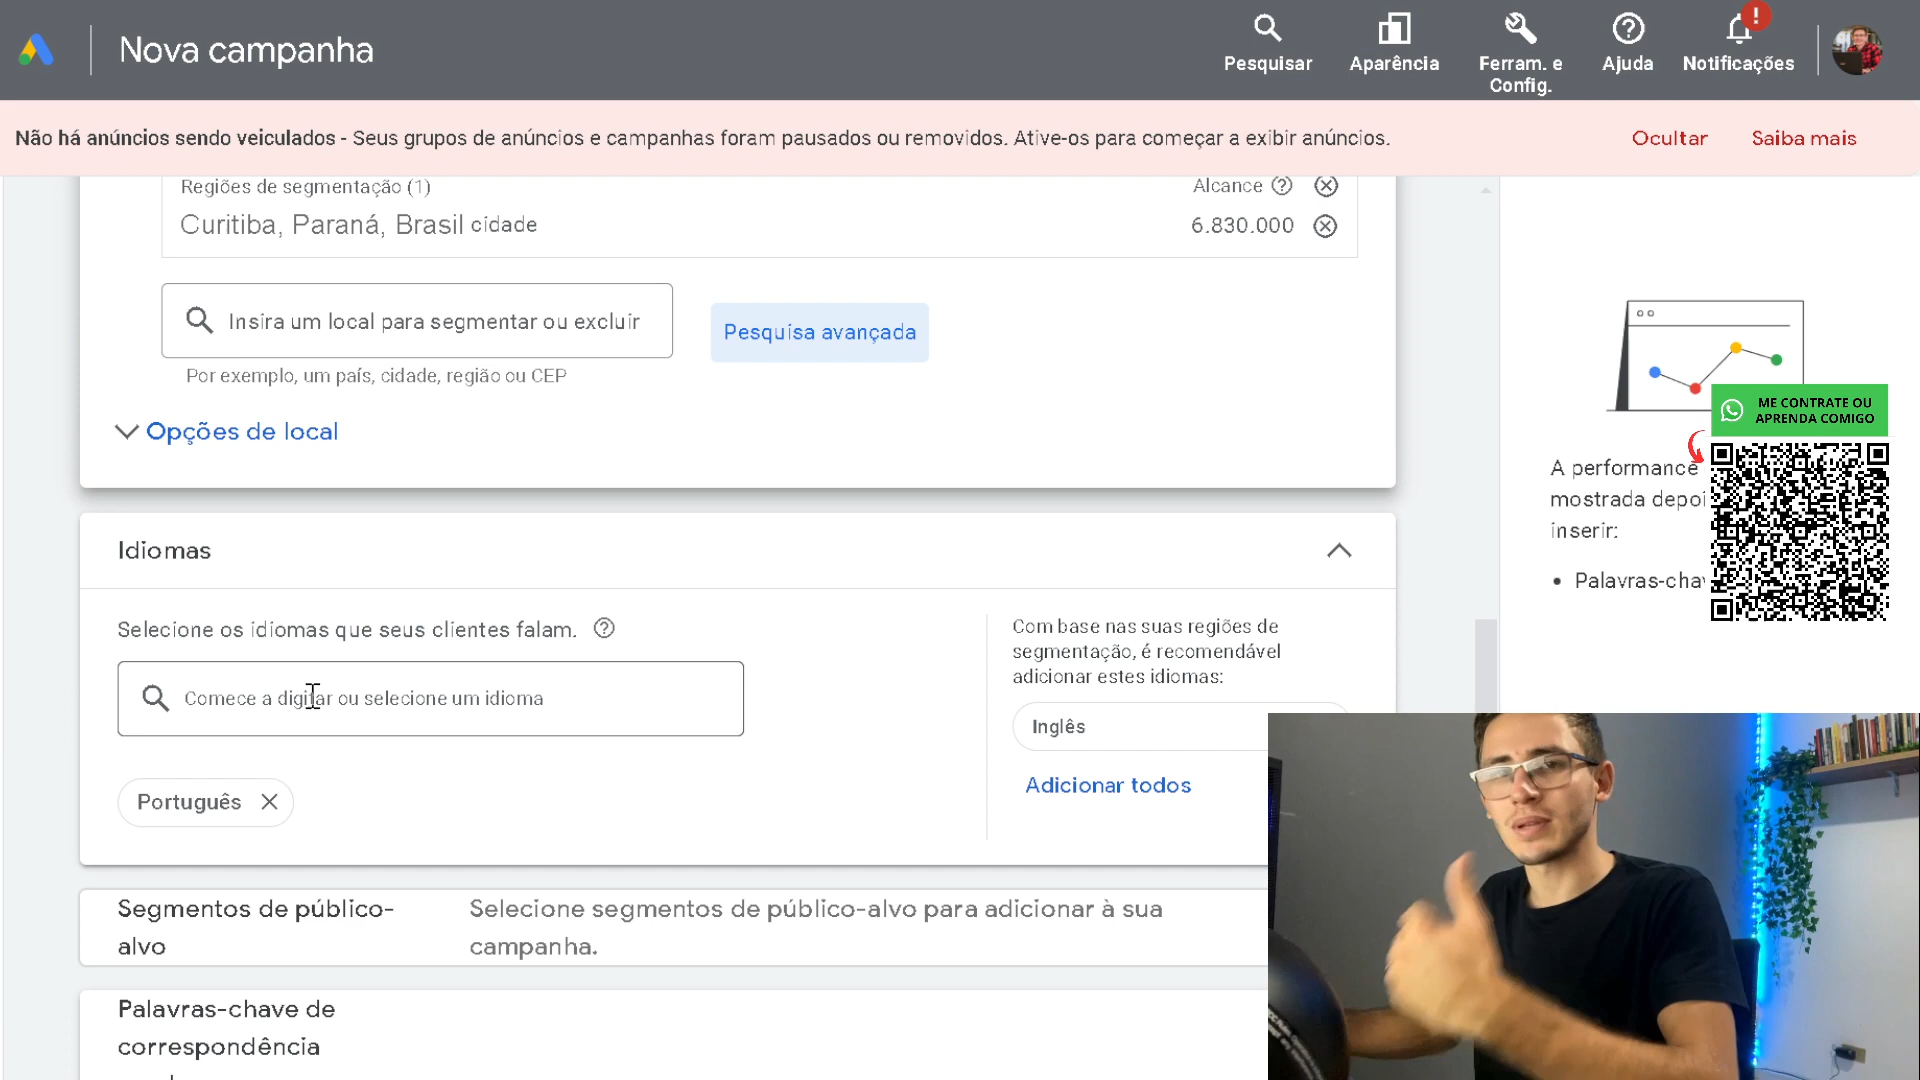 Nova campanha
Pesquisar
Aparência
Ferram. e
Config.
Ajuda
Notificações
Não há anúncios sendo veiculados - Seus grupos de anúncios e campanhas foram pausados ou removidos. Ative-os para começar a exibir anúncios.
Ocultar
Saiba mais
Regiões de segmentação (1)
Alcance
Curitiba, Paraná, Brasil cidade
6.830.000
Insira um local para segmentar ou excluir
Pesquisa avançada
Por exemplo, um país, cidade, região ou CEP
Opções de local
ME CONTRATE OU
APRENDA COMIGO
A performance
mostrada depoi
inserir:
• Palavras-chav
Idiomas
Selecione os idiomas que seus clientes falam.
Comece a digitar ou selecione um idioma
Português
Com base nas suas regiões de
segmentação, é recomendável
adicionar estes idiomas:
Inglês
Adicionar todos
Segmentos de público-
alvo
Selecione segmentos de público-alvo para adicionar à sua
campanha.
Palavras-chave de
correspondência